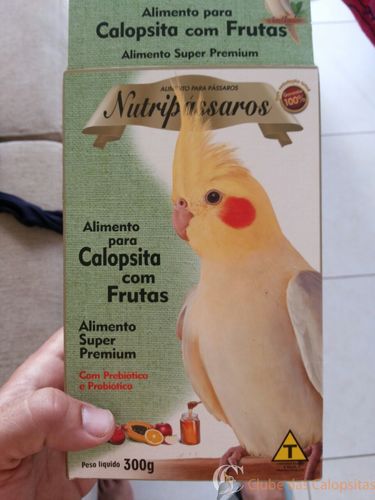 Alimento para
Calopsita com Frutas
Alimento Super Premium
ALIMENTO PARA PÁSSAROS
Nutripássaros
100%
Alimento
para
Calopsita
com
Frutas
Alimento
Super
Premium
Com Prebiótico
e Probiótico
Peso líquido 300g
T
Clube das Calopsitas